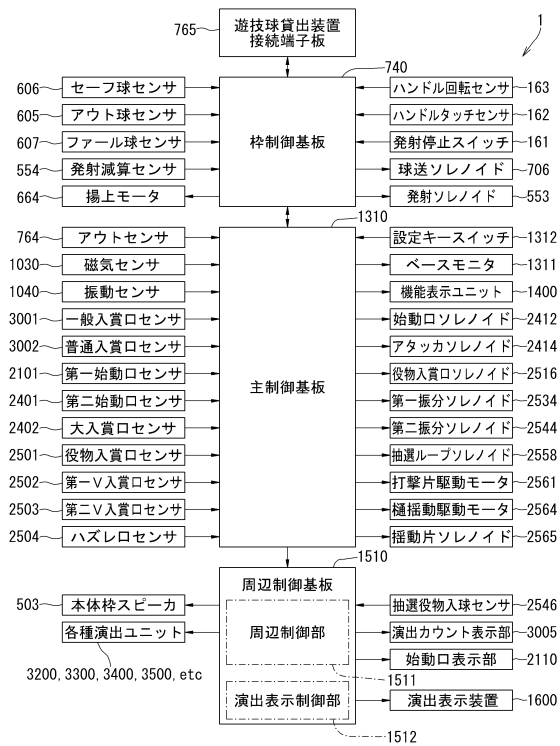 765
遊技球貸出装置
接続端子板
1
740
606
セーフ球センサ
605
アウト球センサ
607
ファール球センサ
554
発射減算センサ
664
揚上モータ
枠制御基板
ハンドル回転センサ
163
ハンドルタッチセンサ
162
発射停止スイッチ
161
球送ソレノイド
706
発射ソレノイド
553
1310
764
アウトセンサ
1030
磁気センサ
1040
振動センサ
3001
一般入賞口センサ
3002
普通入賞口センサ
2101
第一始動口センサ
2401
第二始動口センサ
2402
大入賞口センサ
2501
役物入賞口センサ
2502
第一V入賞口センサ
2503
第二V入賞口センサ
2504
ハズレ口センサ
主制御基板
設定キースイッチ
1312
ベースモニタ
1311
機能表示ユニット
1400
始動口ソレノイド
2412
アタッカソレノイド
2414
役物入賞口ソレノイド
2516
第一振分ソレノイド
2534
第二振分ソレノイド
2544
抽選ループソレノイド
2558
打撃片駆動モータ
2561
樋揺動駆動モータ
2564
揺動片ソレノイド
2565
1510
周辺制御基板
503
本体枠スピーカ
各種演出ユニット
3200, 3300, 3400, 3500, etc
周辺制御部
1511
演出表示制御部
1512
抽選役物入球センサ
2546
演出カウント表示部
3005
始動口表示部
2110
演出表示装置
1600